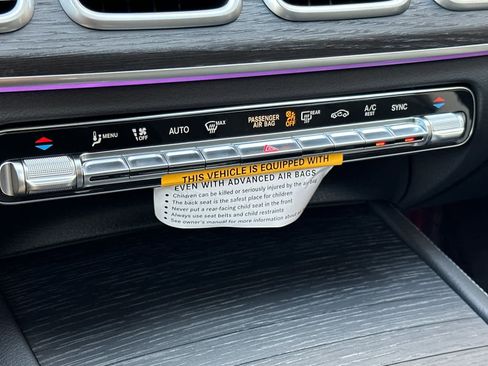 MENU
OFF
AUTO
MAX
PASSENGER
AIR BAG
OFF
REAR
A/C
REST
SYNC
THIS VEHICLE IS EQUIPPED WITH
EVEN WITH ADVANCED AIR BAGS
• Children can be killed or seriously injured by the air bag
• The back seat is the safest place for children
• Never put a rear-facing child seat in the front
• Always use seat belts and child restraints
• See owner's manual for more information about